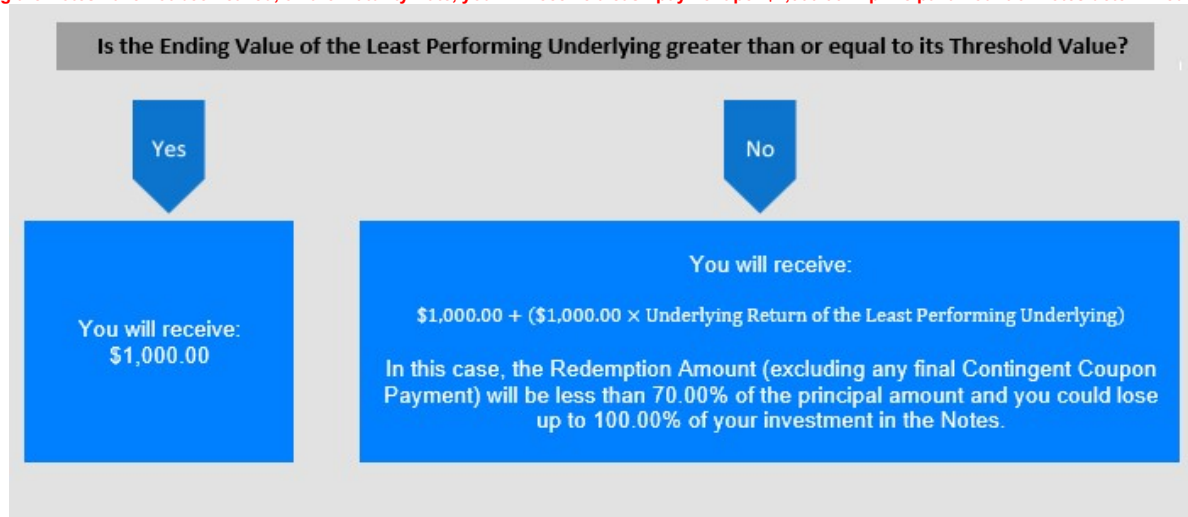 Is the Ending Value of the Least Performing Underlying greater than or equal to its Threshold Value?
Yes
No
You will receive:
$1,000.00
You will receive:
$1,000.00 + ($1,000.00 × Underlying Return of the Least Performing Underlying)
In this case, the Redemption Amount (excluding any final Contingent Coupon
Payment) will be less than 70.00% of the principal amount and you could lose
up to 100.00% of your investment in the Notes.